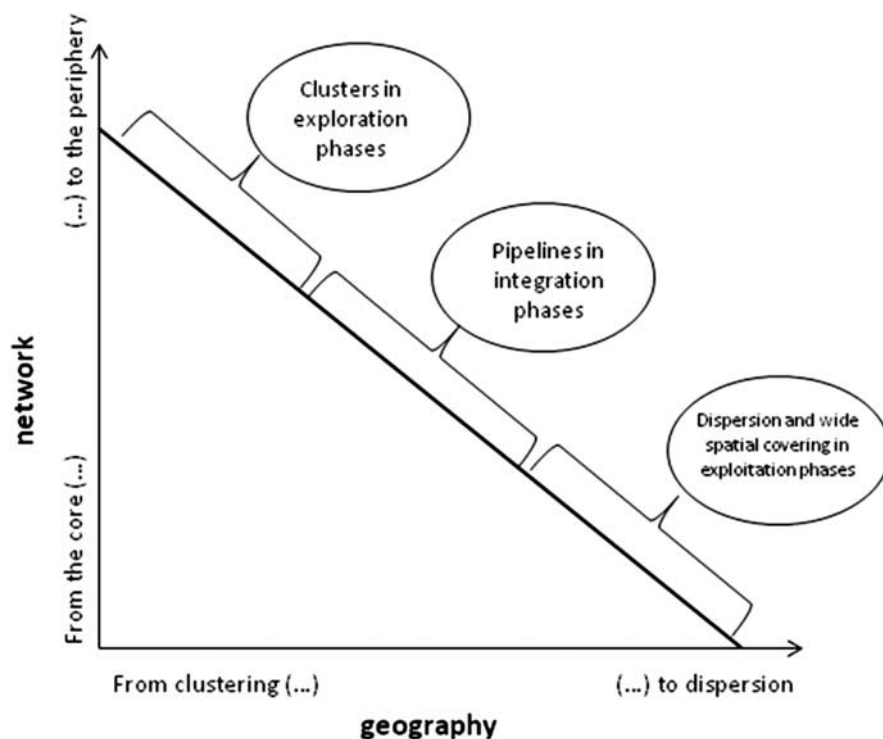 Clusters in
exploration
phases
Pipelines in
integration
phases
Dispersion and wide
spatial covering in
exploitation phases
(...) to the periphery
network
From the core (...)
From clustering (...)
(...) to dispersion
geography